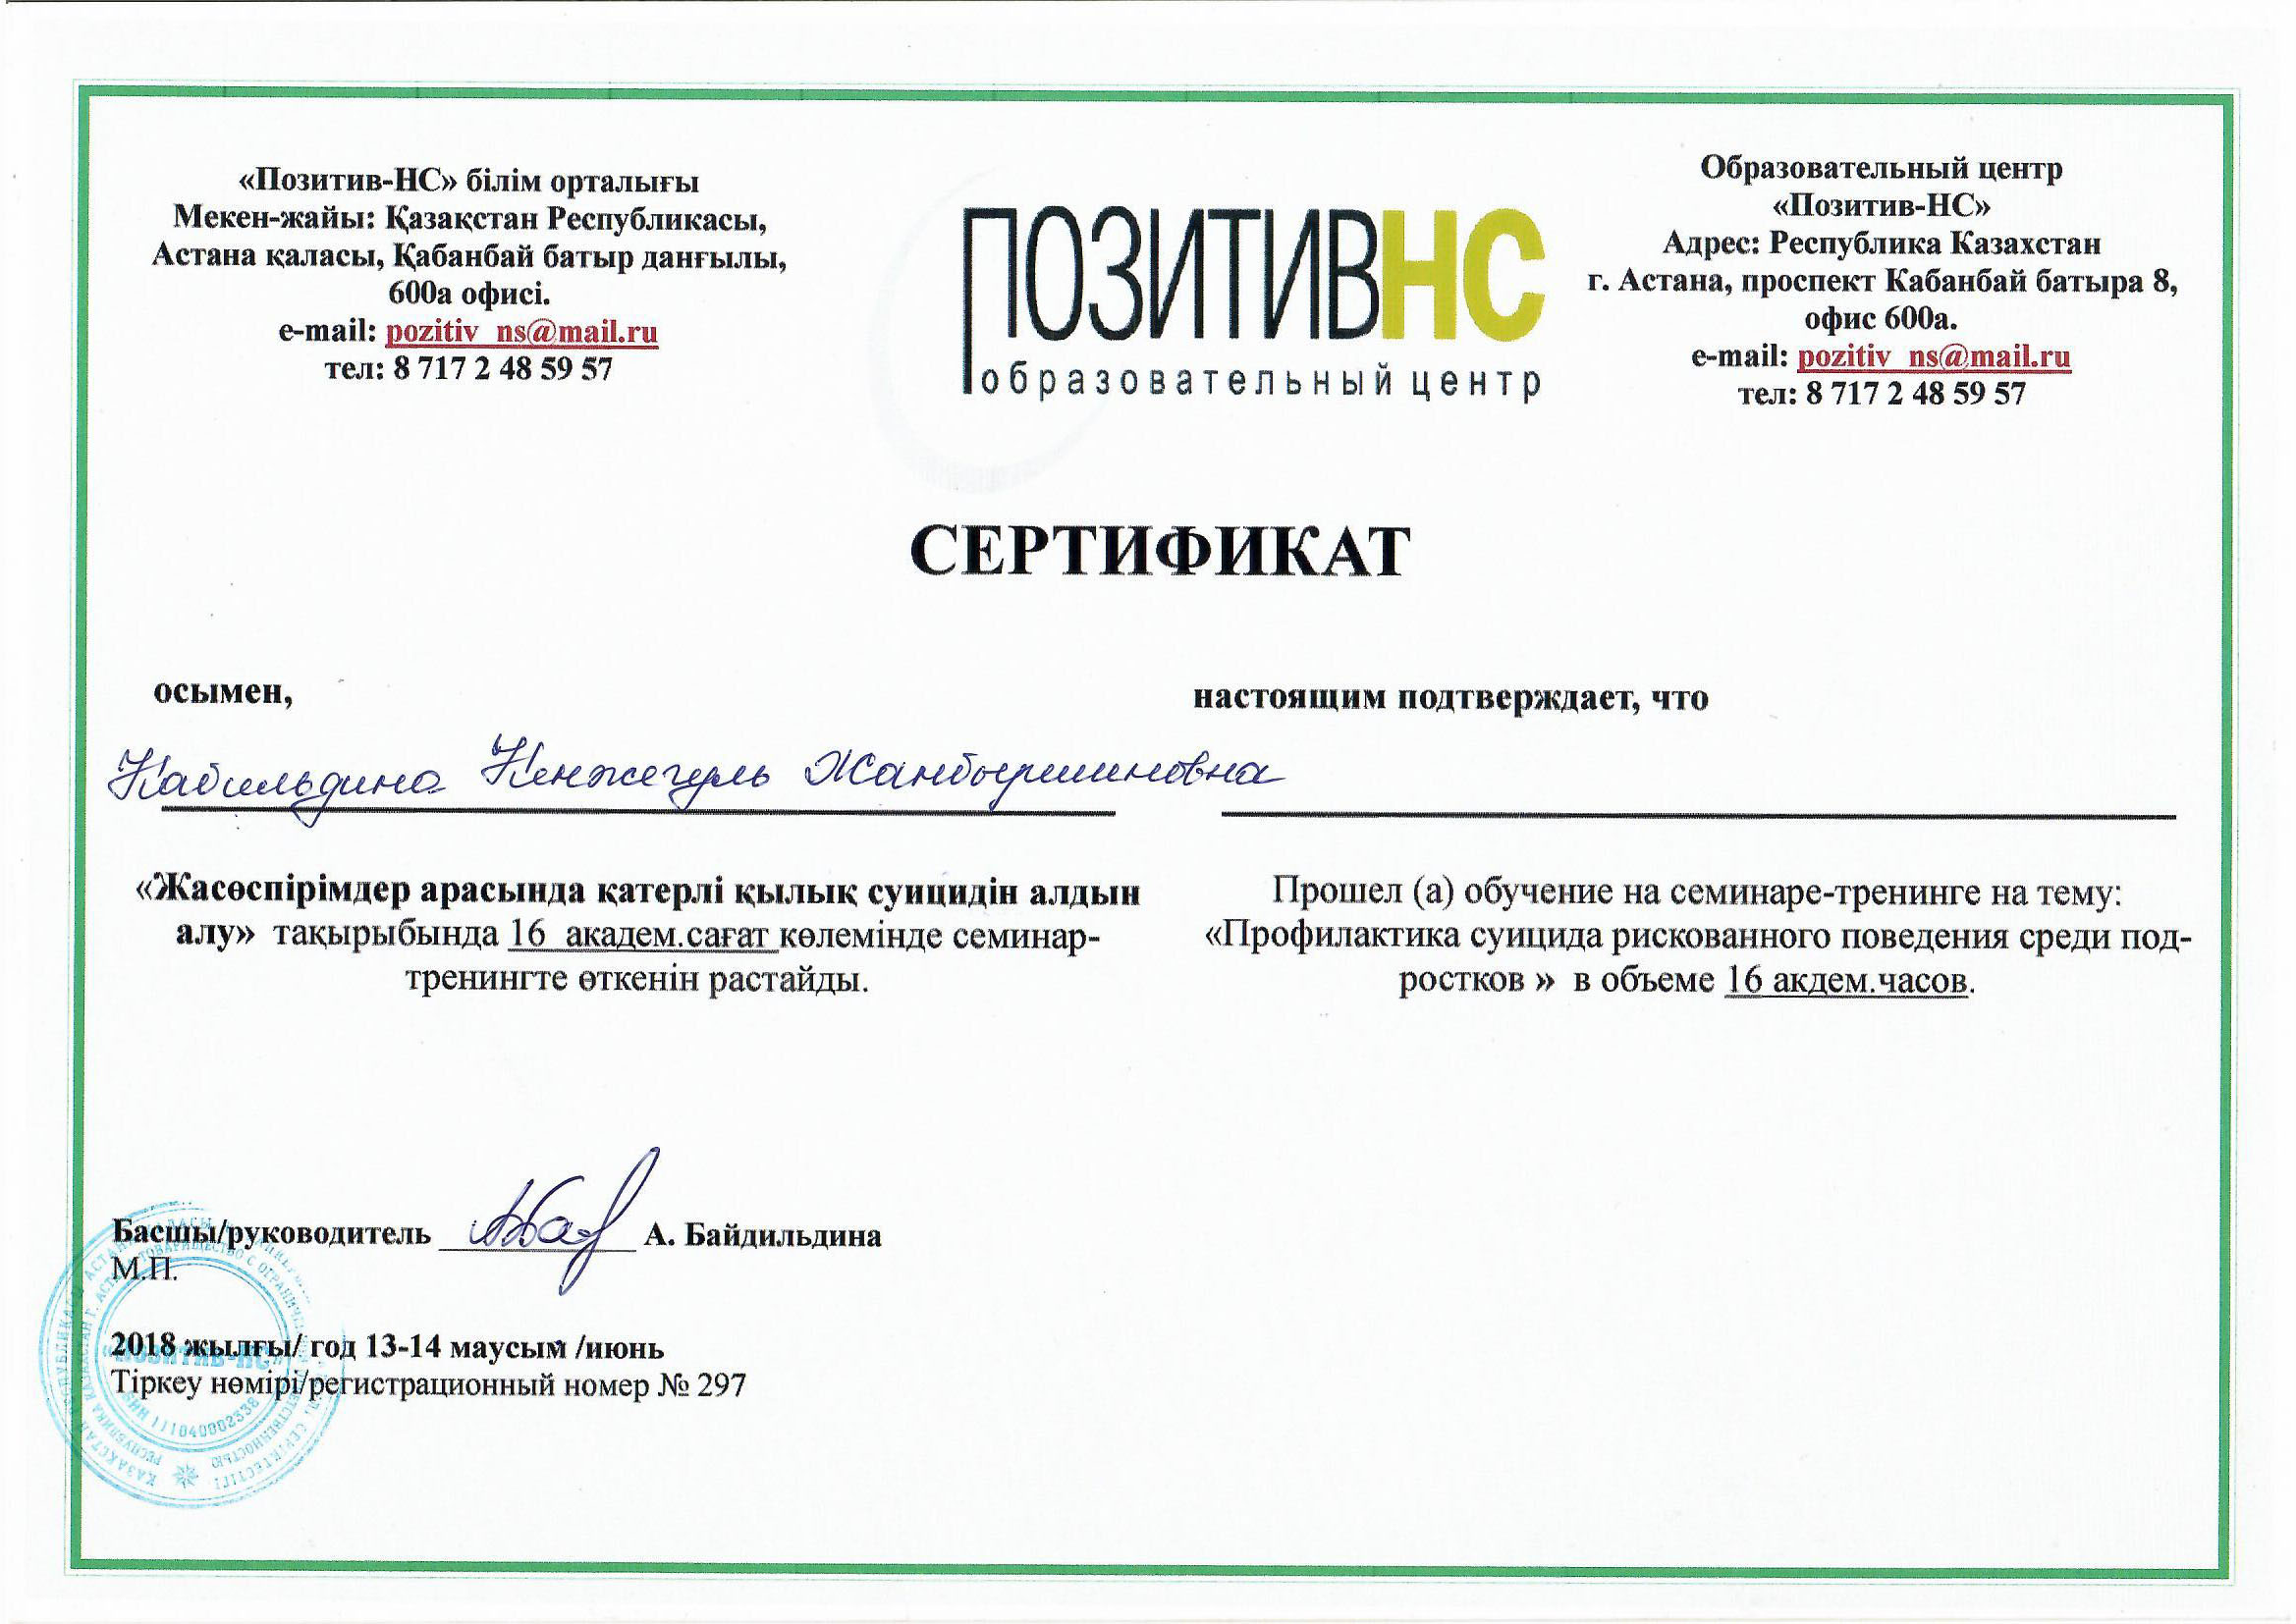 «Позитив-НС» білім орталығы
Мекен-жайы: Қазақстан Республикасы,
Астана қаласы, Қабанбай батыр данғылы,
600а офисі.
e-mail: pozitiv_ns@mail.ru
тел: 8 717 2 48 59 57
ПОЗИТИВНС
образовательный центр
Образовательный центр
«Позитив-НС»
Адрес: Республика Казахстан
г. Астана, проспект Кабанбай батыра 8,
офис 600а.
e-mail: pozitiv_ns@mail.ru
тел: 8 717 2 48 59 57
СЕРТИФИКАТ
осымен,
настоящим подтверждает, что
Кабильдина Кенжегуль Жанбыршиновна
«Жасөспірімдер арасында қатерлі қылық суицидін алдын
алу» тақырыбында 16 академ.сағат көлемінде семинар-
тренингте өткенін растайды.
Прошел (а) обучение на семинаре-тренинге на тему:
«Профилактика суицида рискованного поведения среди под-
ростков » в объеме 16 акдем.часов.
Басшы/руководитель А. Байдильдина
М.П.
2018 жылғы/ год 13-14 маусым /июнь
Тіркеу нөмірі/регистрационный номер № 297
«ПОЗИТИВ-НС»